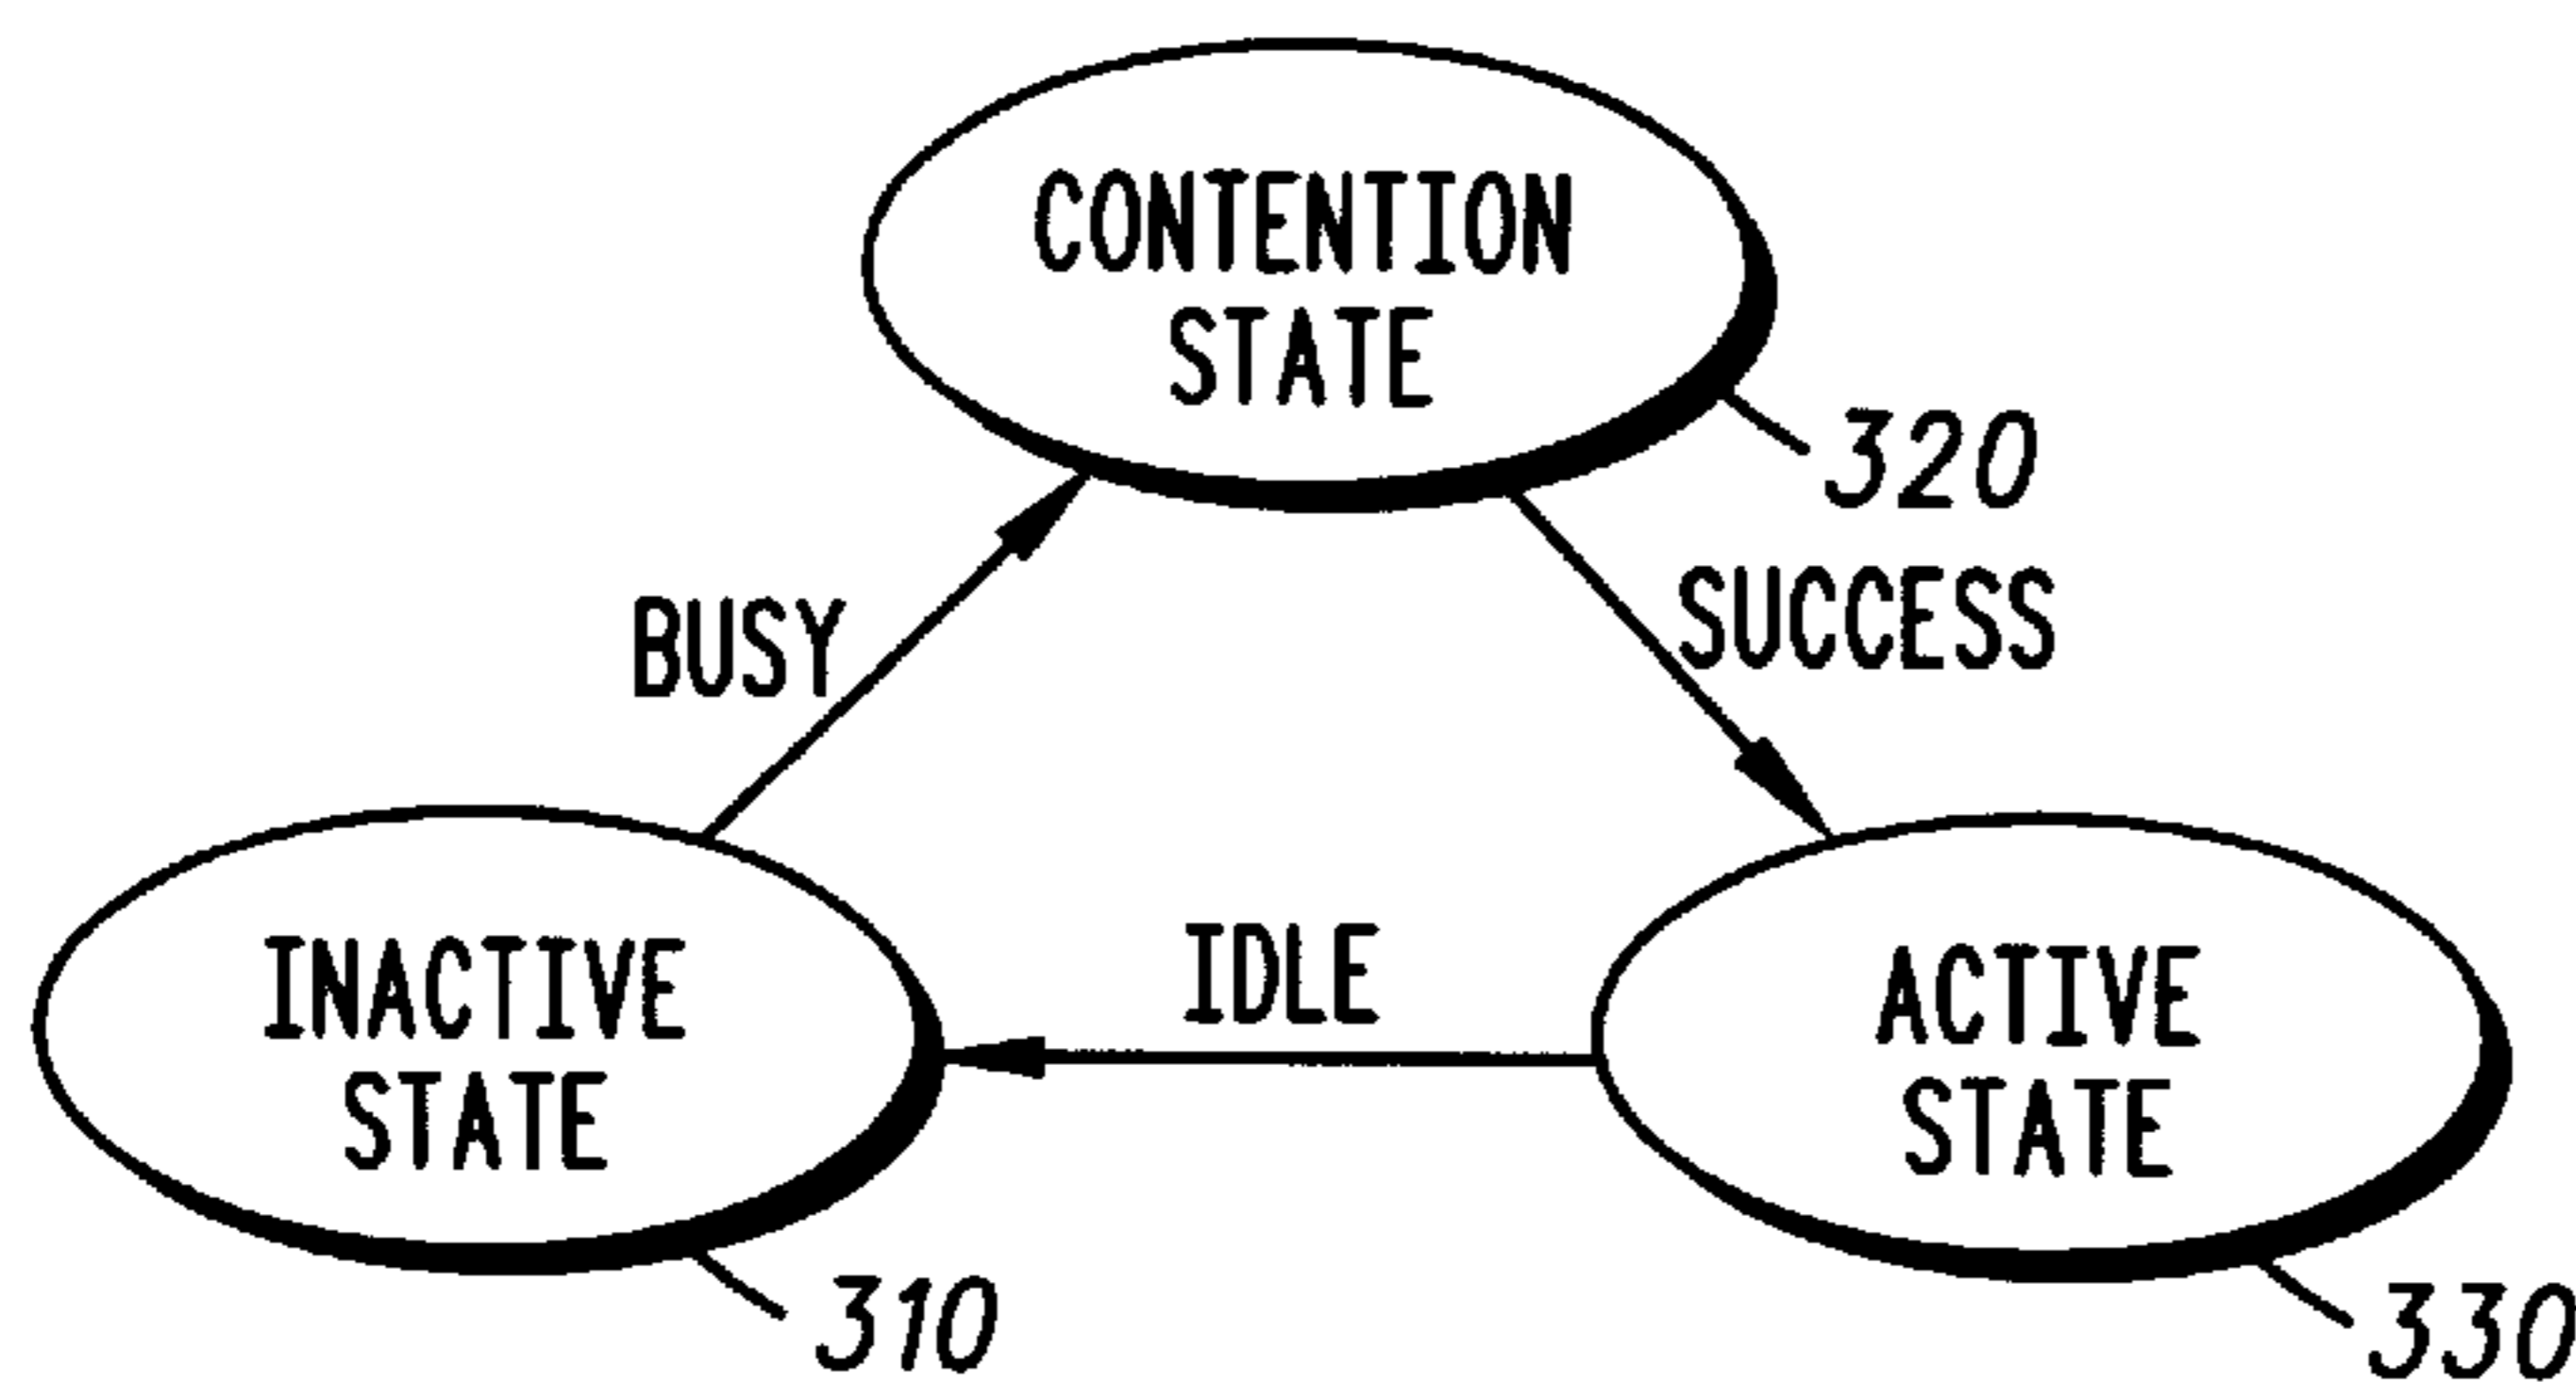 CONTENTION
STATE
320
BUSY
SUCCESS
IDLE
INACTIVE
STATE
ACTIVE
STATE
310
330